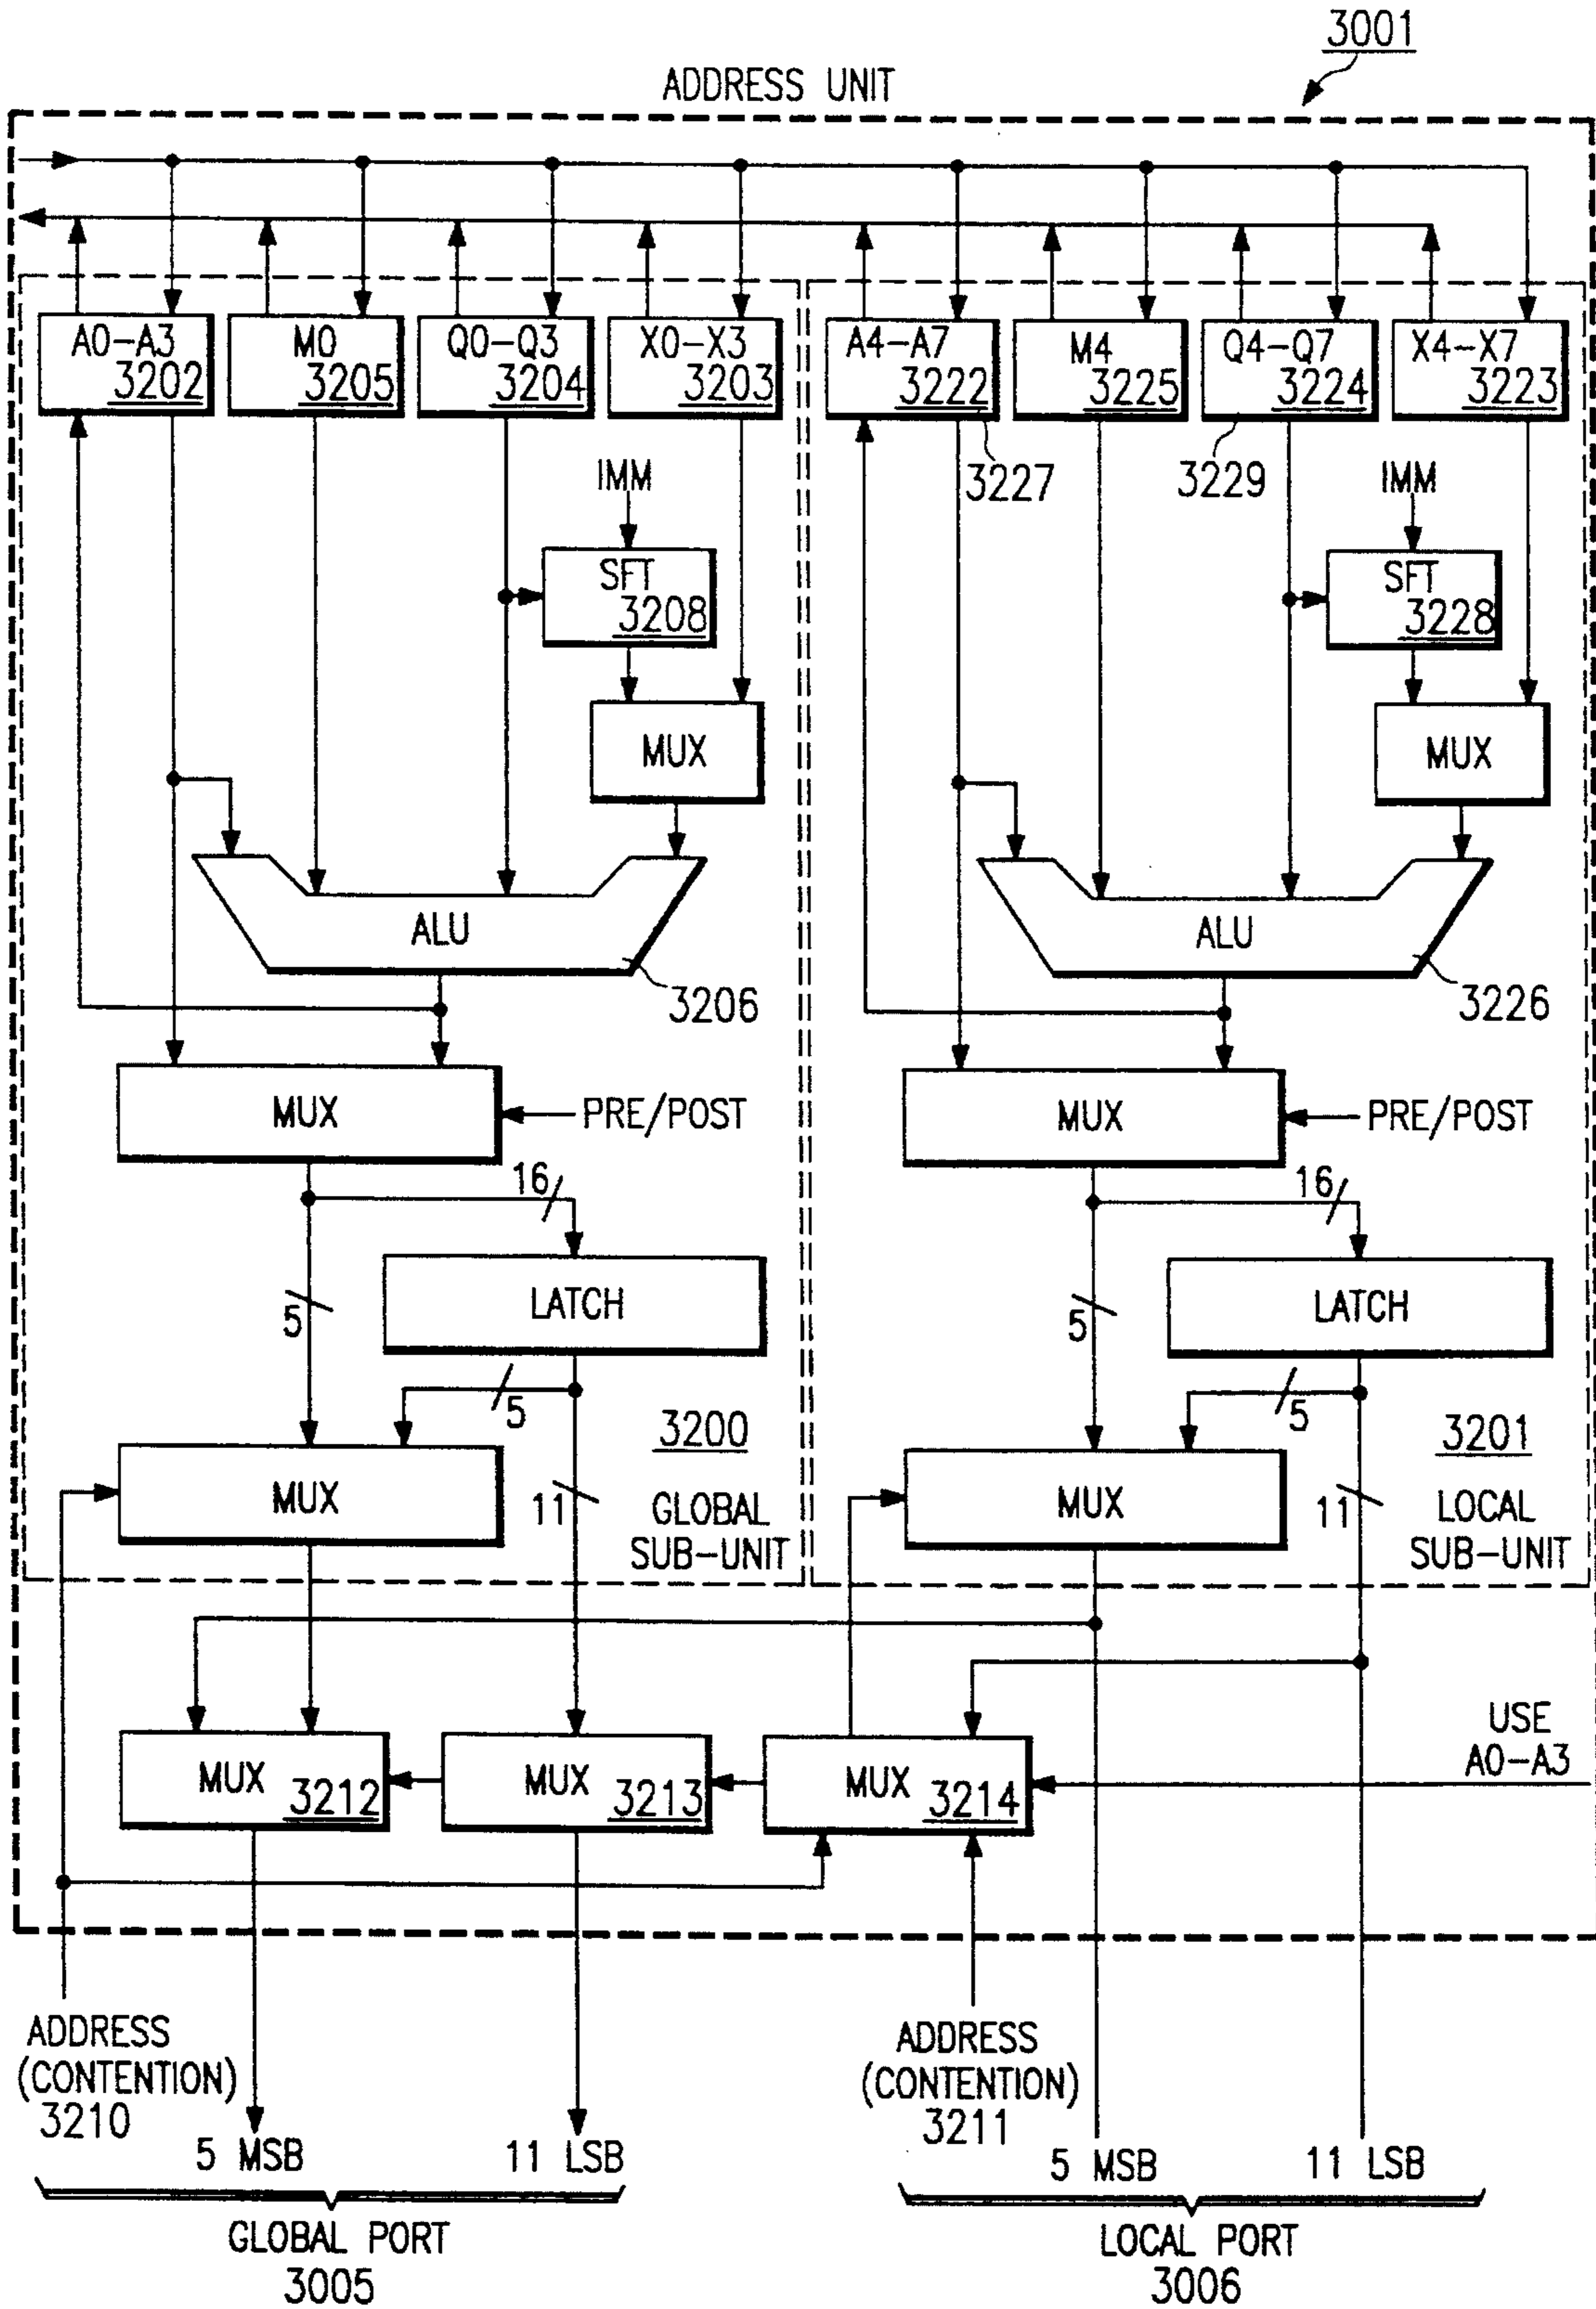 3001
ADDRESS UNIT
A0-A3
3202
M0
3205
Q0-Q3
3204
X0-X3
3203
A4-A7
3222
M4
3225
Q4-Q7
3224
X4-X7
3223
3227
3229
IMM
IMM
SFT
3208
SFT
3228
MUX
MUX
ALU
ALU
3206
3226
MUX
PRE/POST
MUX
PRE/POST
16
16
5
LATCH
5
LATCH
5
5
3200
3201
MUX
11
GLOBAL
SUB-UNIT
MUX
11
LOCAL
SUB-UNIT
MUX
3212
MUX
3213
MUX
3214
USE
A0-A3
ADDRESS
(CONTENTION)
3210
ADDRESS
(CONTENTION)
3211
5 MSB
11 LSB
5 MSB
11 LSB
GLOBAL PORT
3005
LOCAL PORT
3006